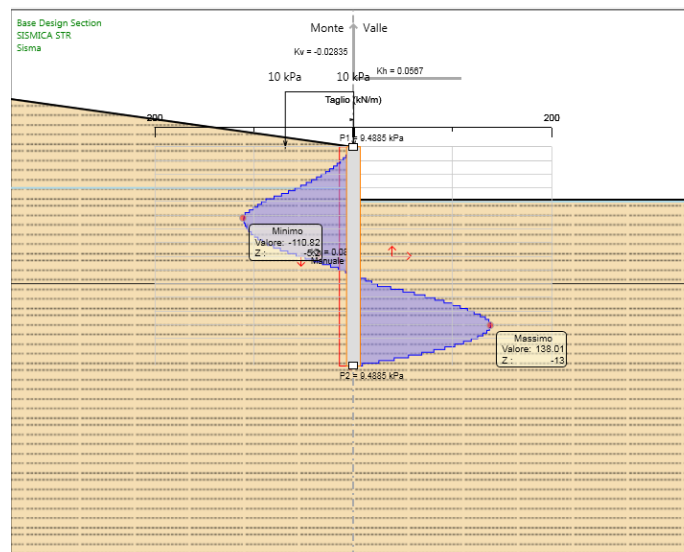 Base Design Section
SISMICA STR
Sisma
Monte Valle
Kv = -0.02835
Kh = 0.0567
10 kPa 10 kPa
Taglio (kN/m)
200 200
P1 = 9.4885 kPa
Minimo
Valore: -110.82
Z :
Manuale
Massimo
Valore: 138.01
Z : -13
P2 = 9.4885 kPa